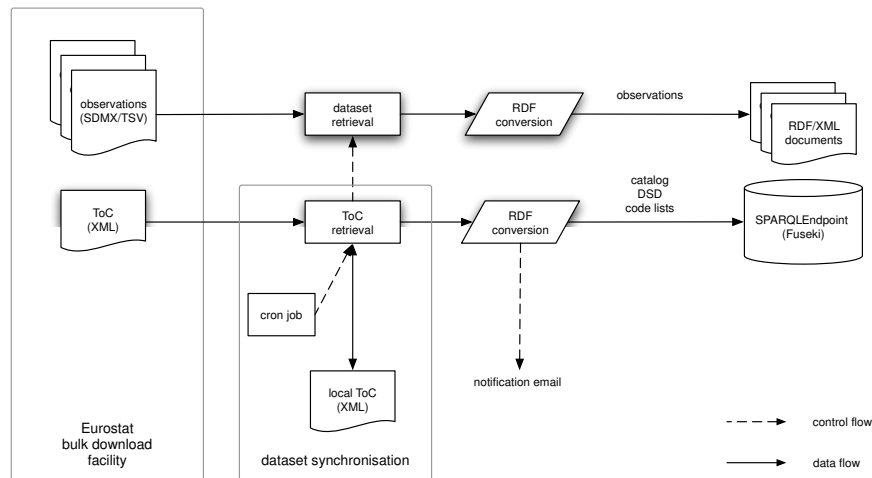 observations
(SDMX/TSV)
dataset
retrieval
RDF
conversion
observations
RDF/XML
documents
ToC
(XML)
ToC
retrieval
RDF
conversion
catalog
DSD
code lists
SPARQLEndpoint
(Fuseki)
cron job
local ToC
(XML)
notification email
Eurostat
bulk download
facility
dataset synchronisation
control flow
data flow